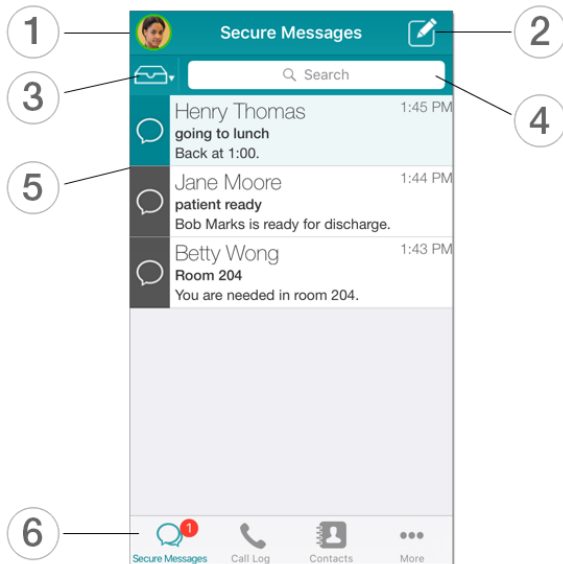 1
Secure Messages
2
3
Search
4
Henry Thomas 1:45 PM
going to lunch
Back at 1:00.
5
Jane Moore 1:44 PM
patient ready
Bob Marks is ready for discharge.
Betty Wong 1:43 PM
Room 204
You are needed in room 204.
6
1
Secure Messages Call Log Contacts More